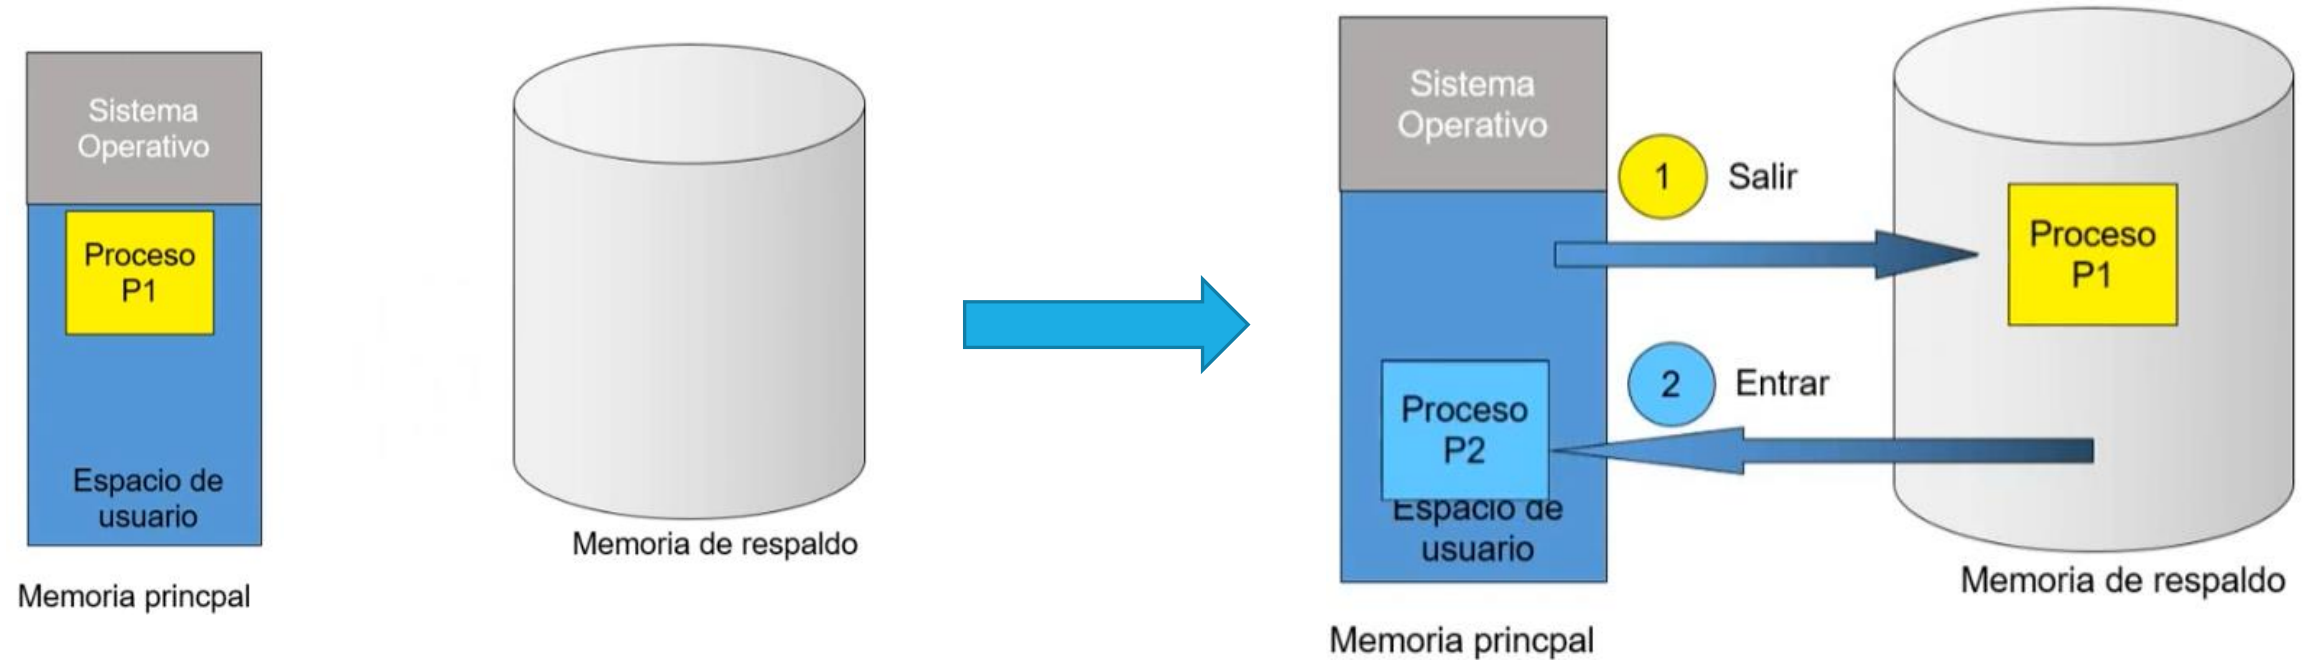 Sistema
Operativo
Proceso
P1
Espacio de
usuario
Memoria princpal
Memoria de respaldo
Sistema
Operativo
1
Salir
Proceso
P1
2
Entrar
Proceso
P2
Espacio de
usuario
Memoria princpal
Memoria de respaldo